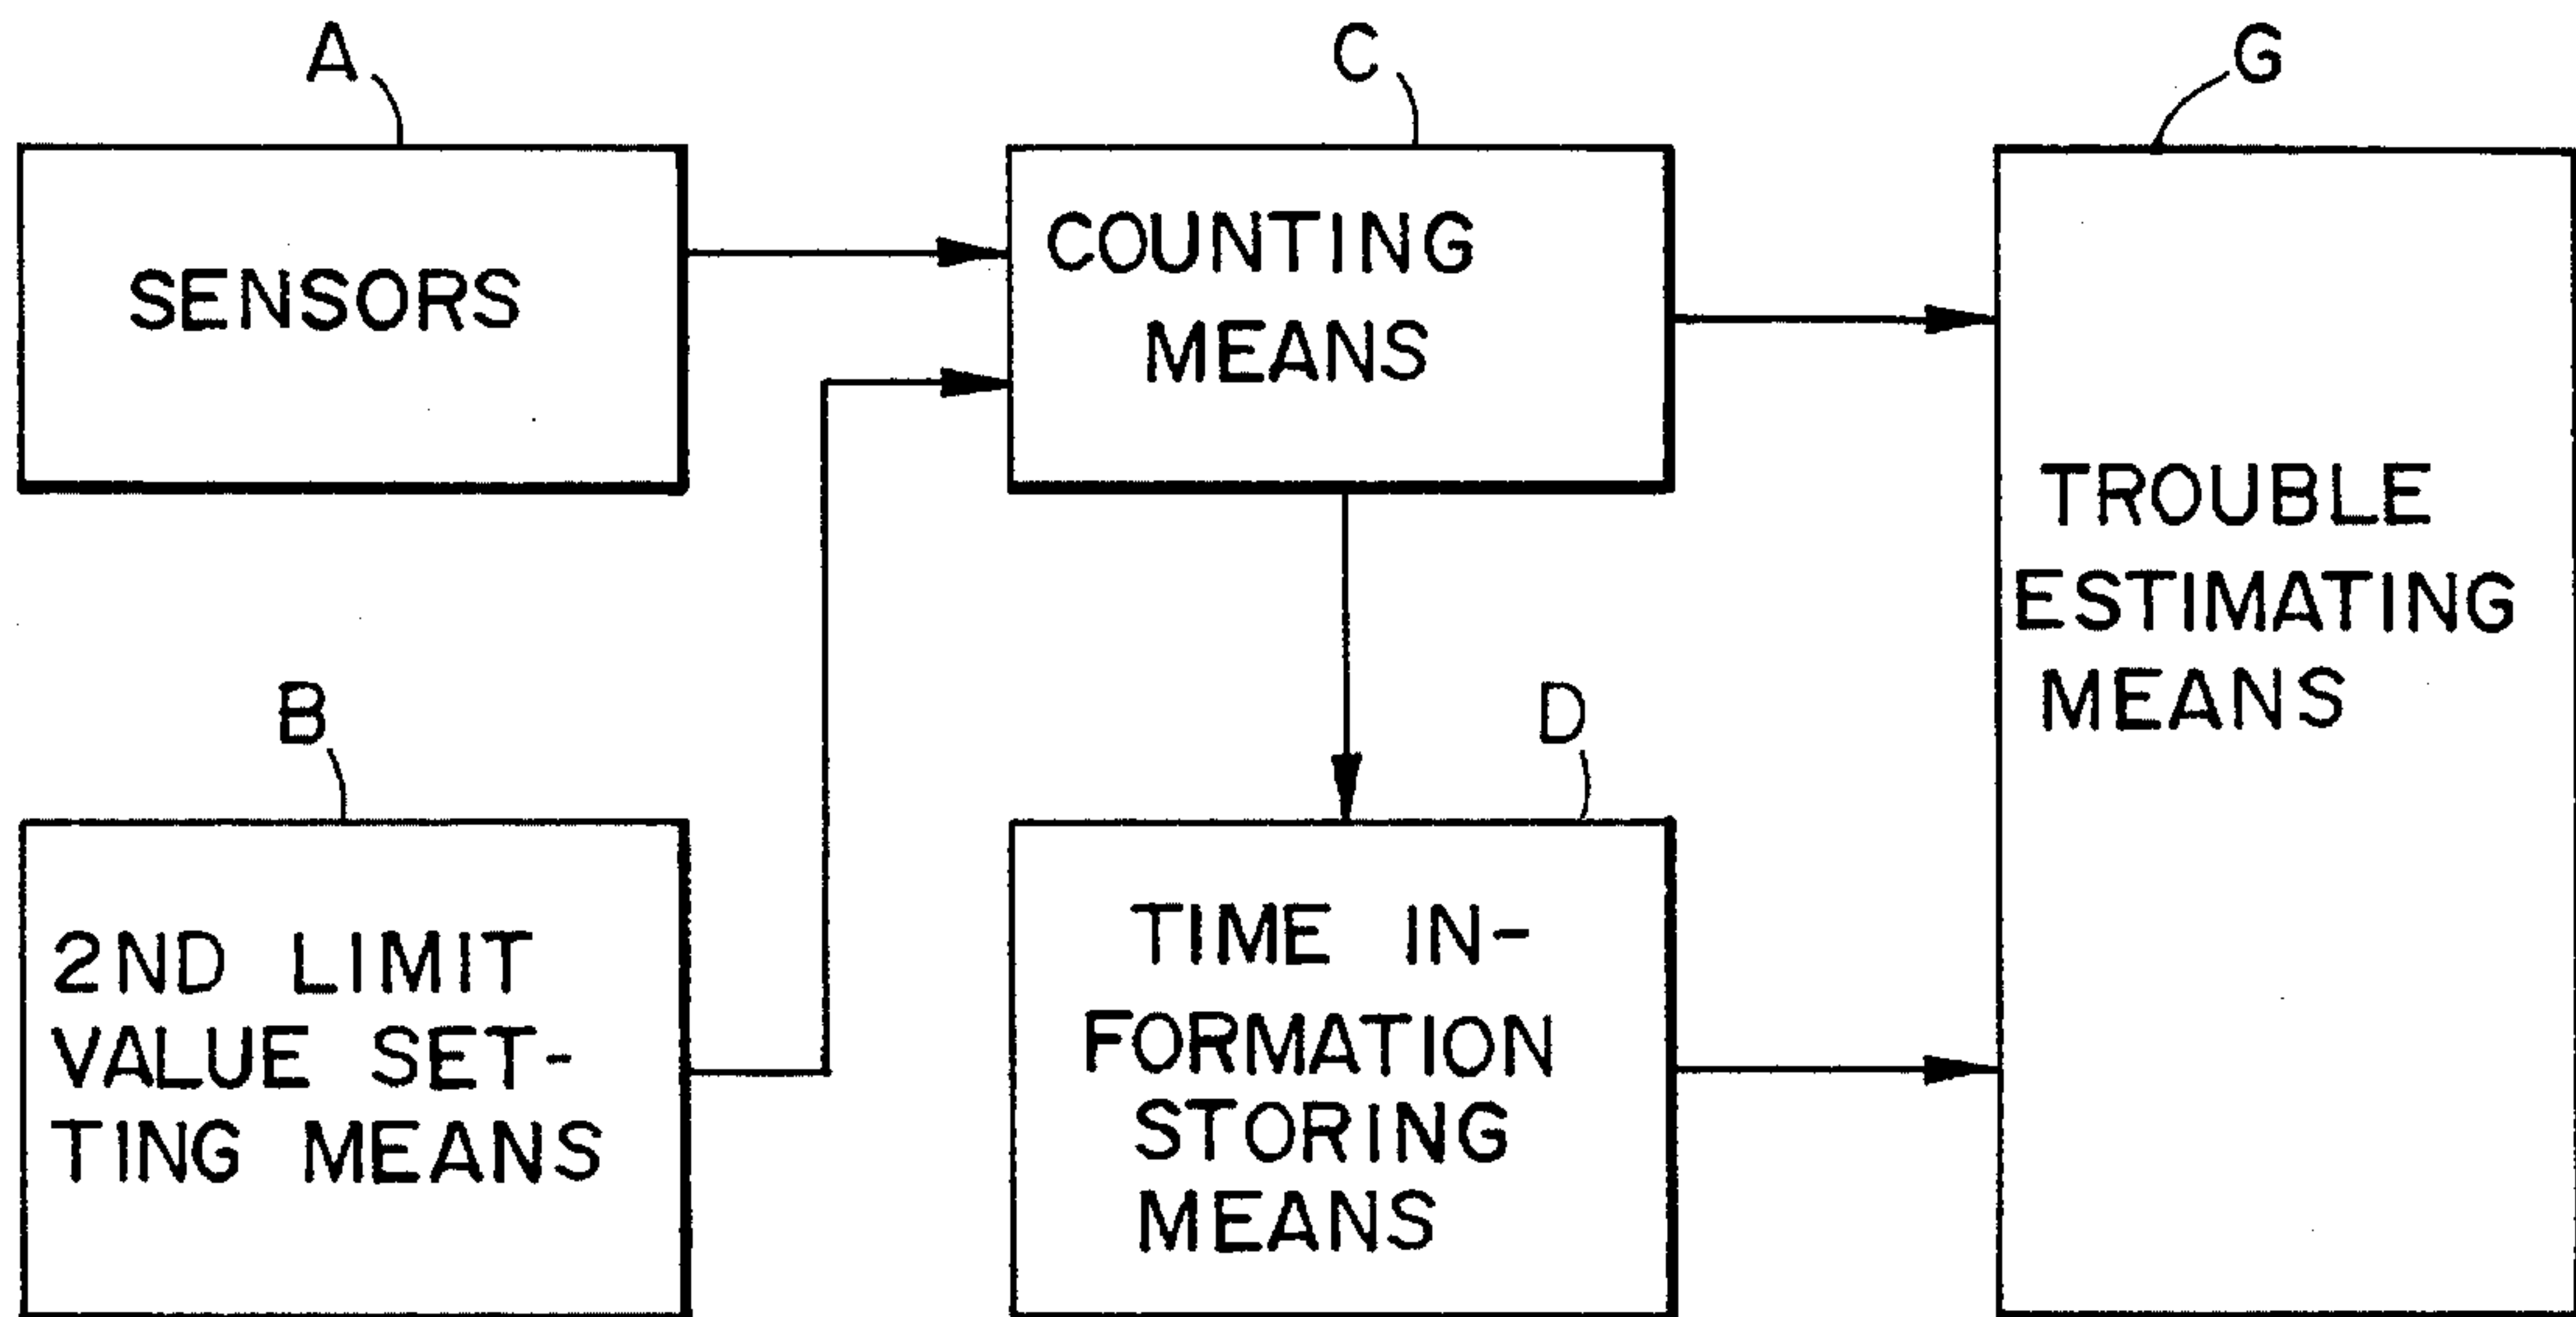 A
SENSORS
B
2ND LIMIT
VALUE SET-
TING MEANS
C
COUNTING
MEANS
D
TIME IN-
FORMATION
STORING
MEANS
G
TROUBLE
ESTIMATING
MEANS